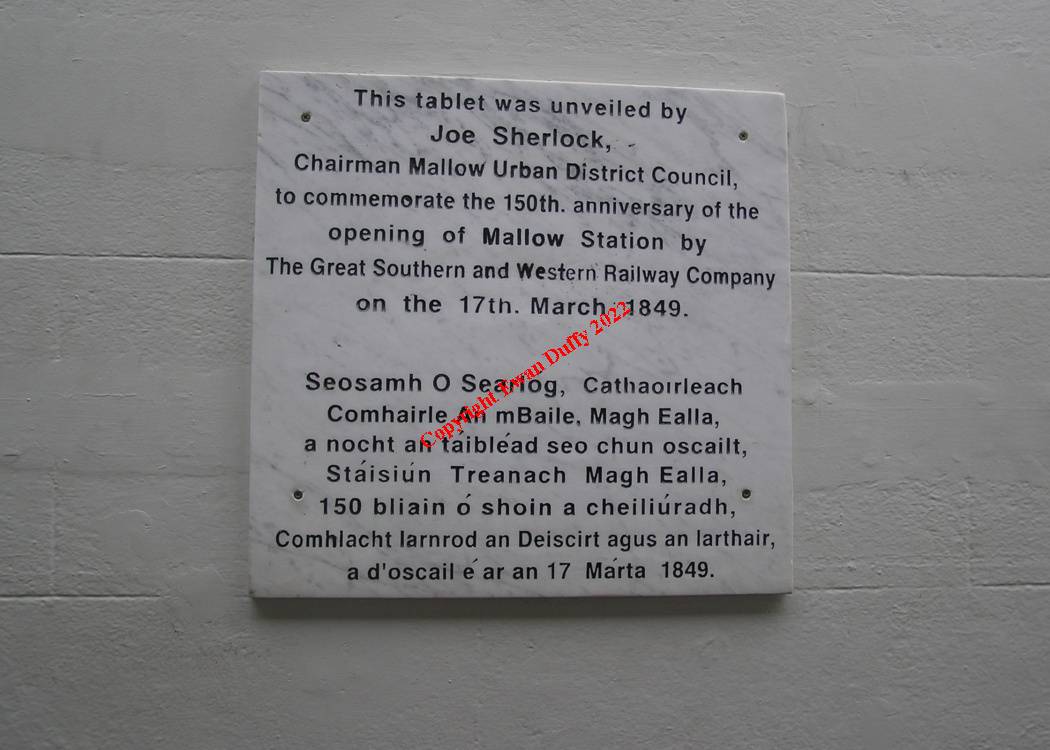 This tablet was unveiled by
Joe Sherlock,
Chairman Mallow Urban District Council,
to commemorate the 150th. anniversary of the
opening of Mallow Station by
The Great Southern and Western Railway Company
on the 17th. March, 1849.
Seosamh O Searlog, Cathaoirleach
Comhairle An mBaile, Magh Ealla,
a nocht an táibléad seo chun oscailt,
Stáisiún Treanach Magh Ealla,
150 bliain ó shoin a cheiliúradh,
Comhlacht Iarnrod an Deiscirt agus an Iarthair,
a d'oscail é ar an 17 Márta 1849.
Copyright Ewan Duffy 2022